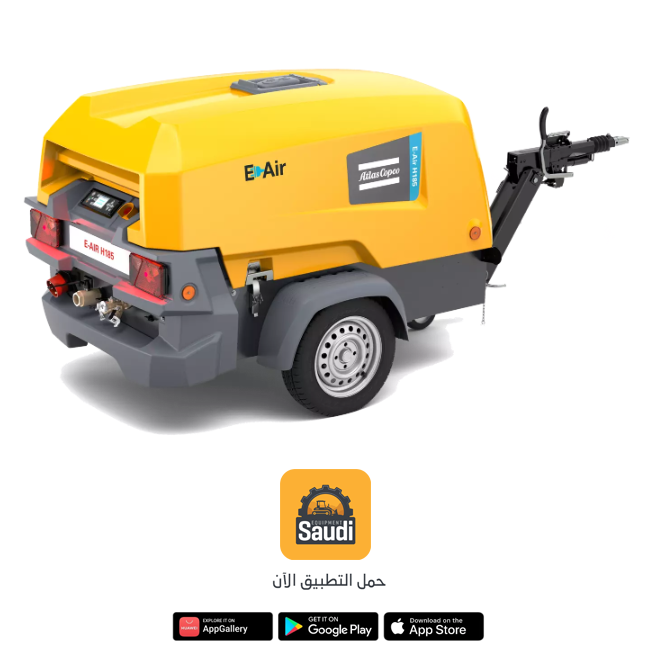 E-Air
Atlas Copco
E-Air H185
E-AIR H185
EQUIPMENT
Saudi
حمل التطبيق الآن
EXPLORE IT ON
AppGallery
GET IT ON
Google Play
Download on the
App Store